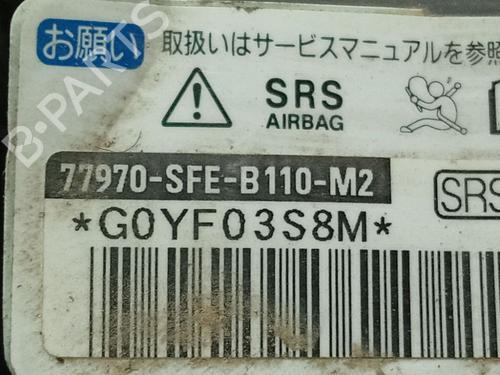 お願い 取扱いはサービスマニュアルを参照
SRS
AIRBAG
77970-SFE-B110-M2
SRS
*G0YF03S8M*
B-PARTS